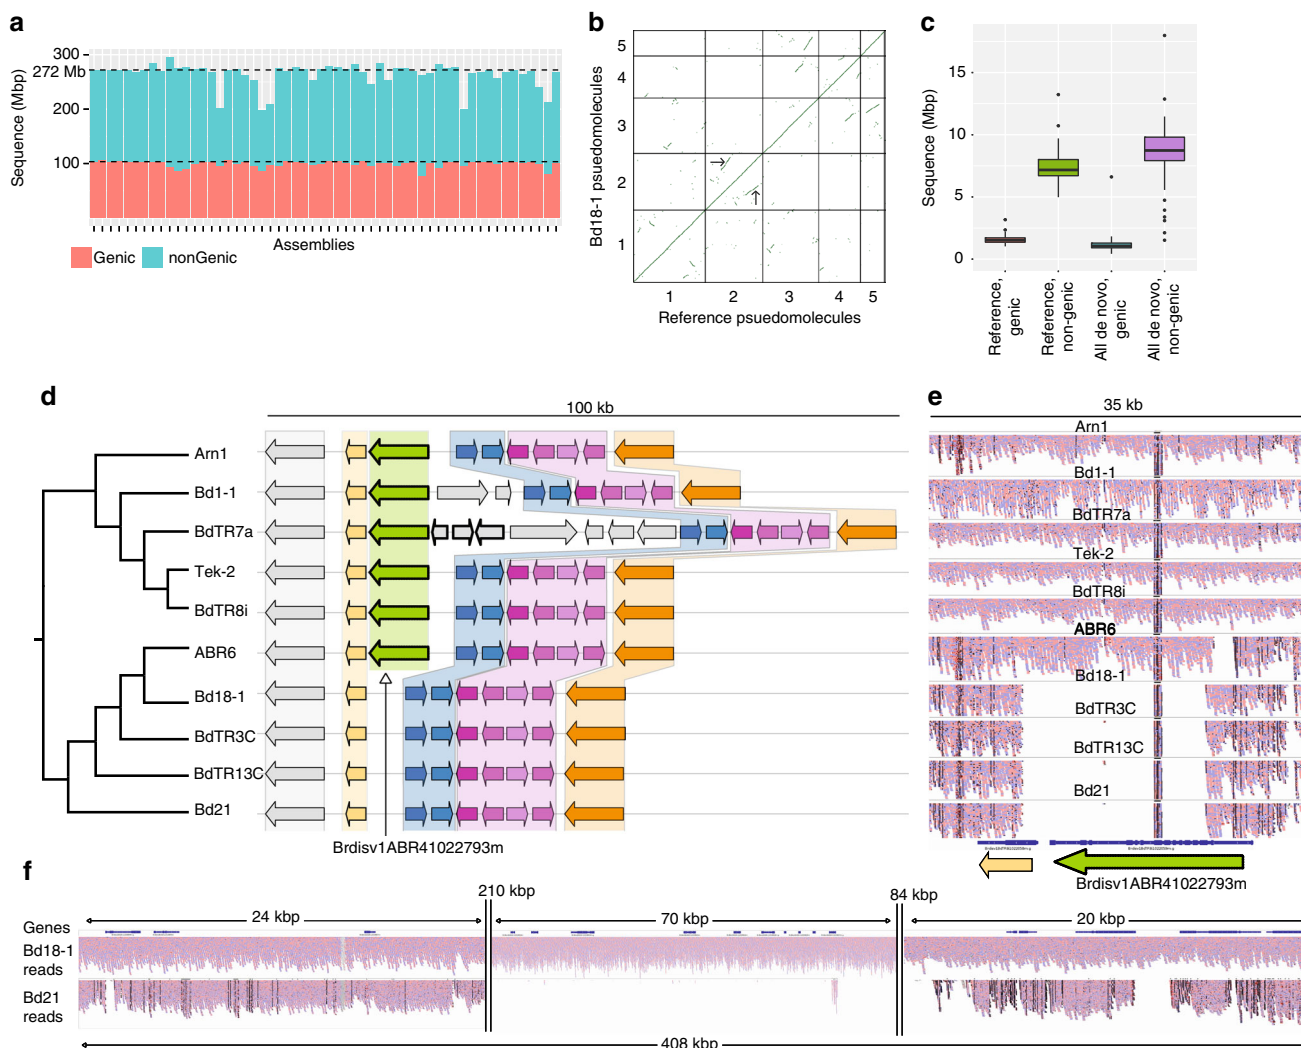 a
300
272 Mb
200
100
Sequence (Mbp)
Assemblies
Genic
nonGenic
b
5
4
3
2
1
Bd18-1 psuedomolecules
1 2 3 4 5
Reference psuedomolecules
c
15
10
5
0
Sequence (Mbp)
Reference,
genic
Reference,
non-genic
All de novo,
genic
All de novo,
non-genic
d
100 kb
Arn1
Bd1-1
BdTR7a
Tek-2
BdTR8i
ABR6
Bd18-1
BdTR3C
BdTR13C
Bd21
Brdisv1ABR41022793m
e
35 kb
Arn1
Bd1-1
BdTR7a
Tek-2
BdTR8i
ABR6
Bd18-1
BdTR3C
BdTR13C
Bd21
Brdisv1ABR41022793m
f
210 kbp
84 kbp
24 kbp
70 kbp
20 kbp
Genes
Bd18-1
reads
Bd21
reads
408 kbp